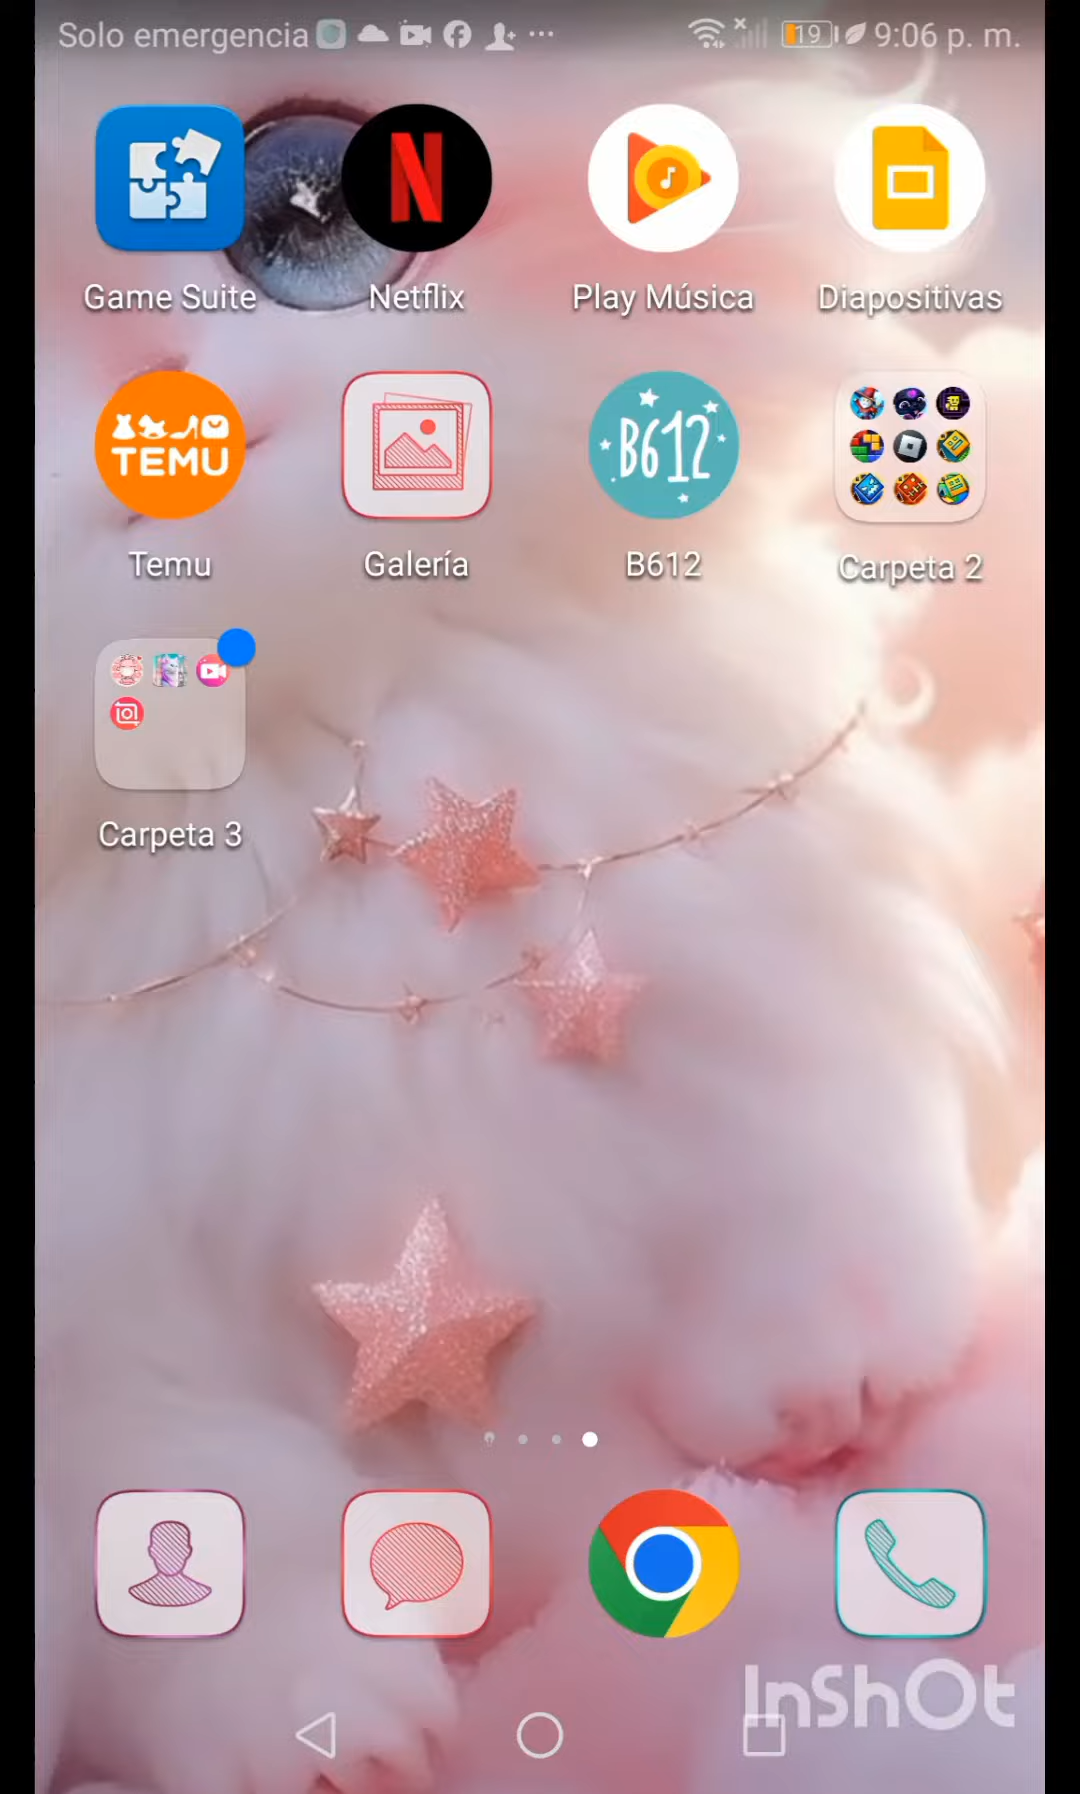 Solo emergencia 19 9:06 p. m.
Game Suite Netflix Play Música Diapositivas
TEMU B612
Temu Galería B612 Carpeta 2
Carpeta 3
InShOt